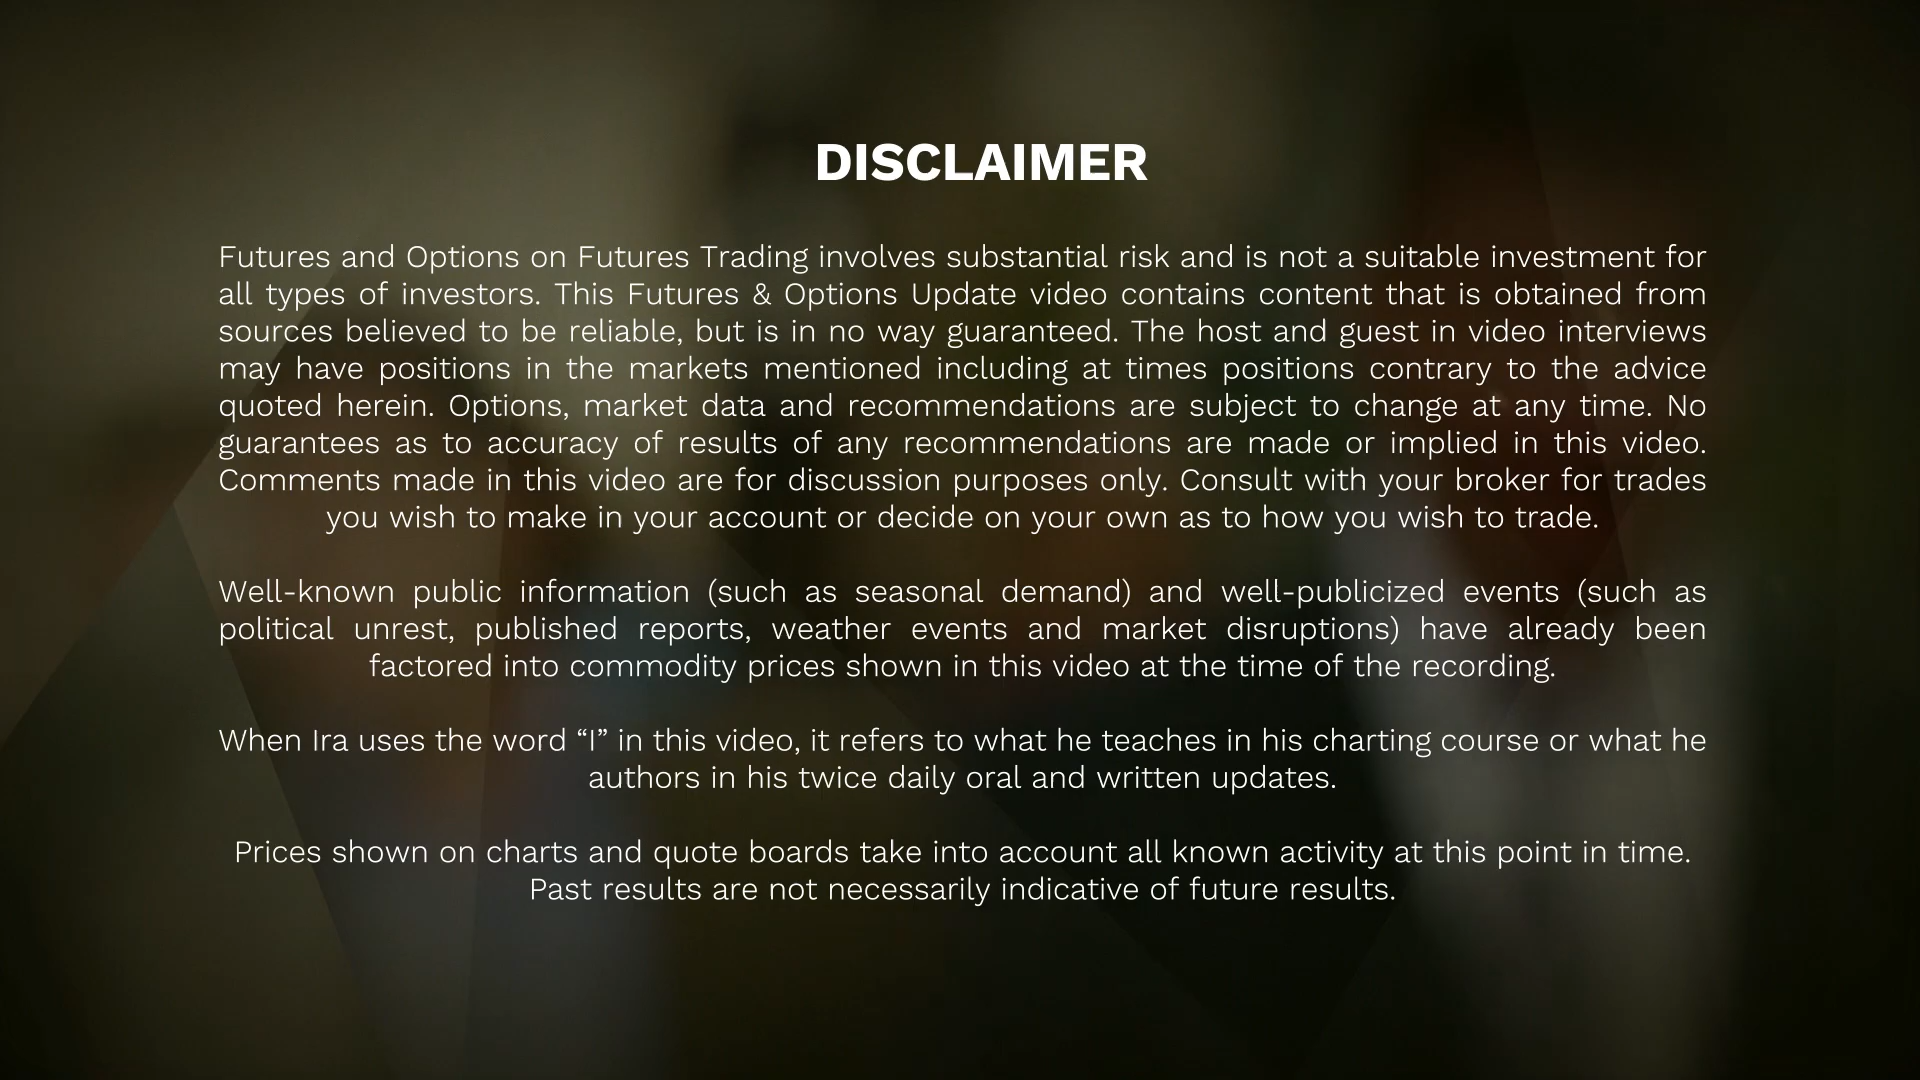 DISCLAIMER
Futures and Options on Futures Trading involves substantial risk and is not a suitable investment for
all types of investors. This Futures & Options Update video contains content that is obtained from
sources believed to be reliable, but is in no way guaranteed. The host and guest in video interviews
may have positions in the markets mentioned including at times positions contrary to the advice
quoted herein. Options, market data and recommendations are subject to change at any time. No
guarantees as to accuracy of results of any recommendations are made or implied in this video.
Comments made in this video are for discussion purposes only. Consult with your broker for trades
you wish to make in your account or decide on your own as to how you wish to trade.
Well-known public information (such as seasonal demand) and well-publicized events (such as
political unrest, published reports, weather events and market disruptions) have already been
factored into commodity prices shown in this video at the time of the recording.
When Ira uses the word “I” in this video, it refers to what he teaches in his charting course or what he
authors in his twice daily oral and written updates.
Prices shown on charts and quote boards take into account all known activity at this point in time.
Past results are not necessarily indicative of future results.